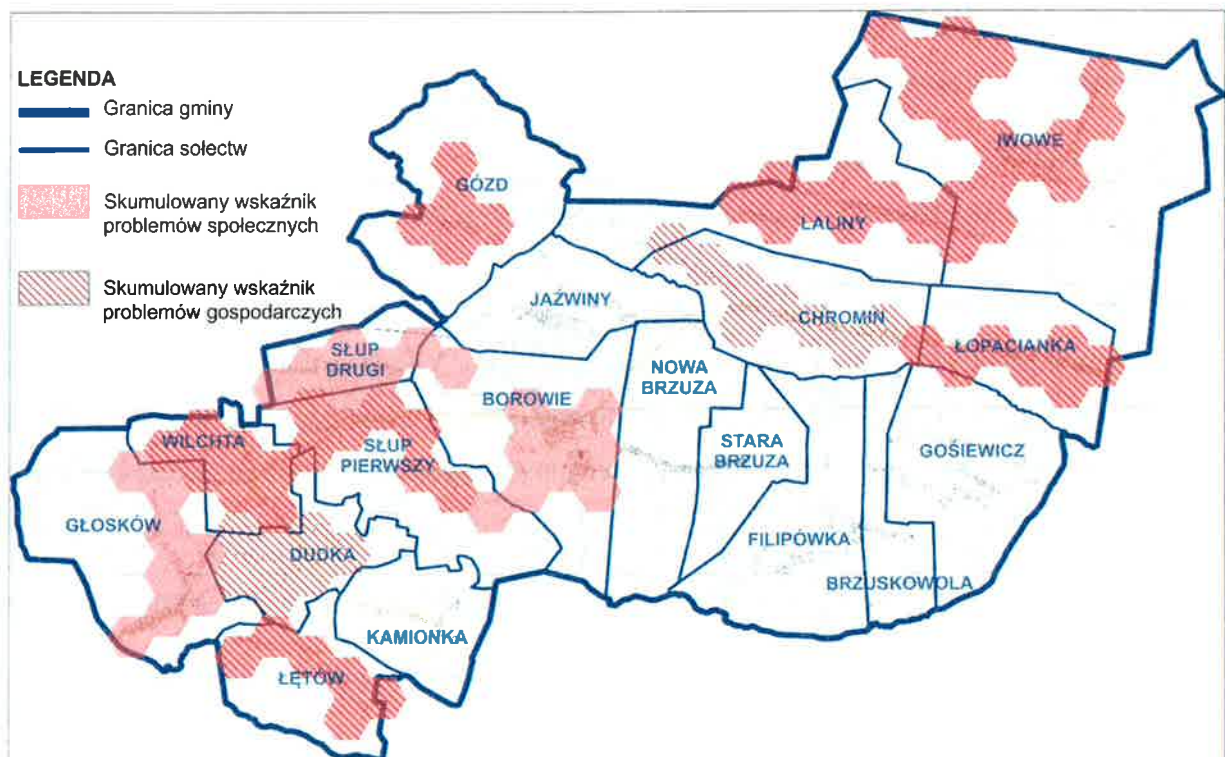 LEGENDA
Granica gminy
Granica sołectw
Skumulowany wskaźnik
problemów społecznych
Skumulowany wskaźnik
problemów gospodarczych
IWOWE
GÓZD
LALINY
JAŹWINY
CHROMIN
ŁOPACIANKA
SŁUP
DRUGI
NOWA
BRZUZA
BOROWIE
WILCHTA
SŁUP
PIERWSZY
STARA
BRZUZA
GOŚIEWICZ
GŁOSKÓW
DUDKA
FILIPÓWKA
BRZUSKOWOLA
KAMIONKA
ŁĘTÓW